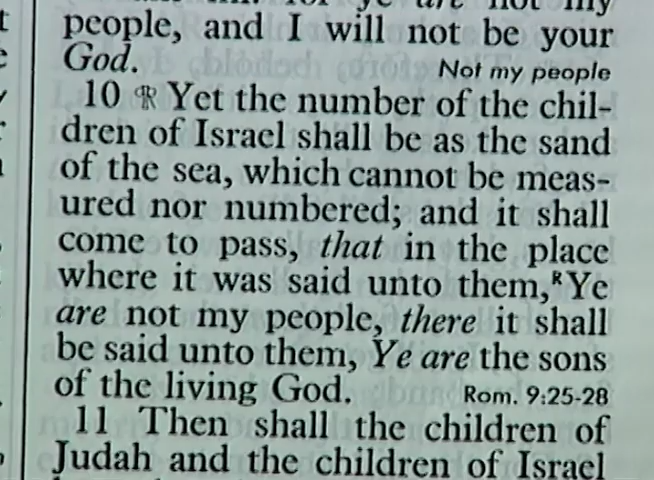 are not my
people, and I will not be your
God. Not my people
10 ℟ Yet the number of the chil-
dren of Israel shall be as the sand
of the sea, which cannot be meas-
ured nor numbered; and it shall
come to pass, that in the place
where it was said unto them,ᴿYe
are not my people, there it shall
be said unto them, Ye are the sons
of the living God. Rom. 9:25-28
11 Then shall the children of
Judah and the children of Israel